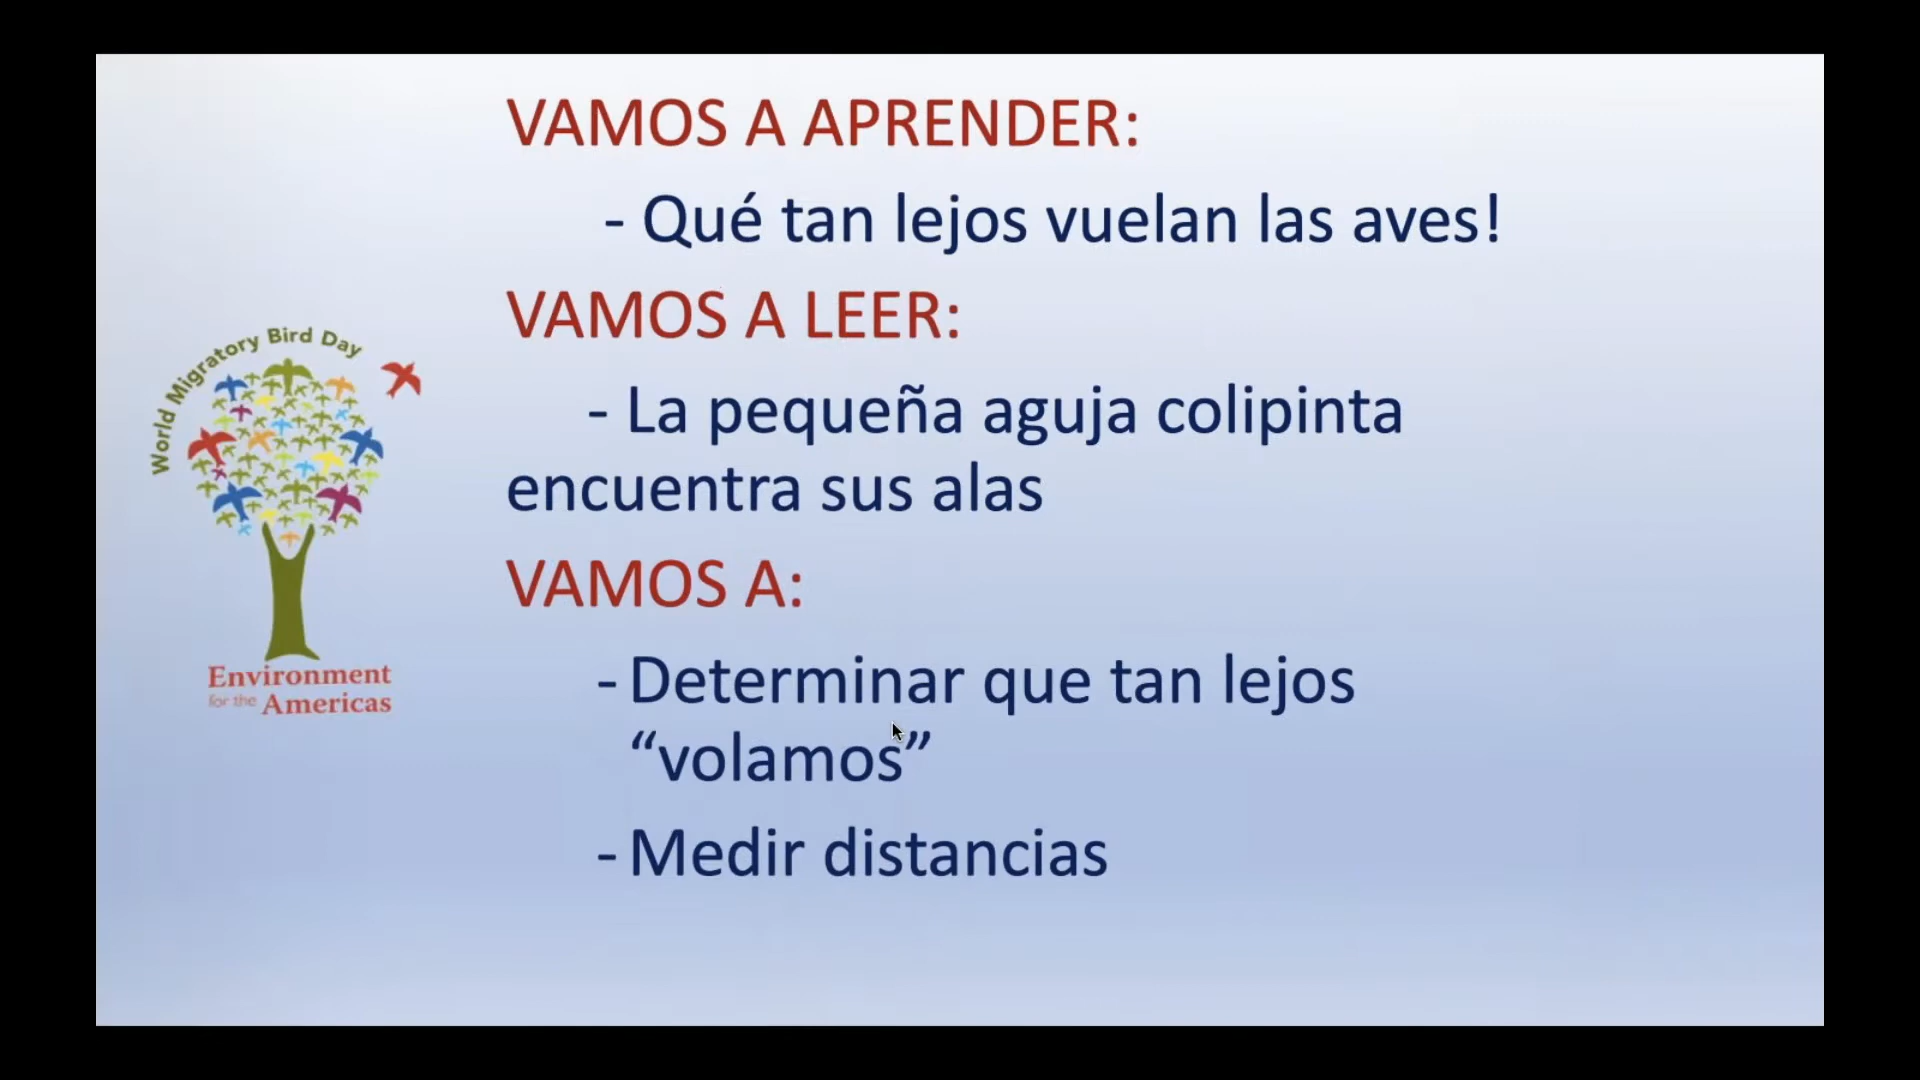 VAMOS A APRENDER:
- Qué tan lejos vuelan las aves!
VAMOS A LEER:
- La pequeña aguja colipinta
encuentra sus alas
VAMOS A:
- Determinar que tan lejos
“volamos”
- Medir distancias
World Migratory Bird Day
Environment
for the Americas